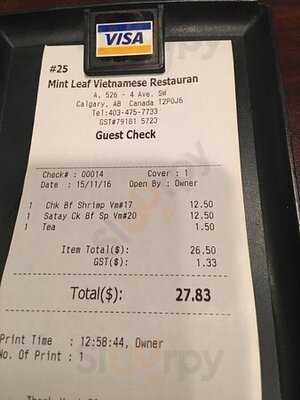 VISA
#25
Mint Leaf Vietnamese Restauran
A, 526 - 4 Ave. SW
Calgary, AB Canada T2P0J6
Tel:403-475-7733
GST#79181 5723
Guest Check
Check# : 00014 Cover : 1
Date : 15/11/16 Open By : Owner
1 Chk Bf Shrimp Vm#17 12.50
1 Satay Ck Bf Sp Vm#20 12.50
1 Tea 1.50
Item Total($): 26.50
GST($): 1.33
Total($): 27.83
Print Time : 12:58:44, Owner
No. Of Print : 1
sluurpy